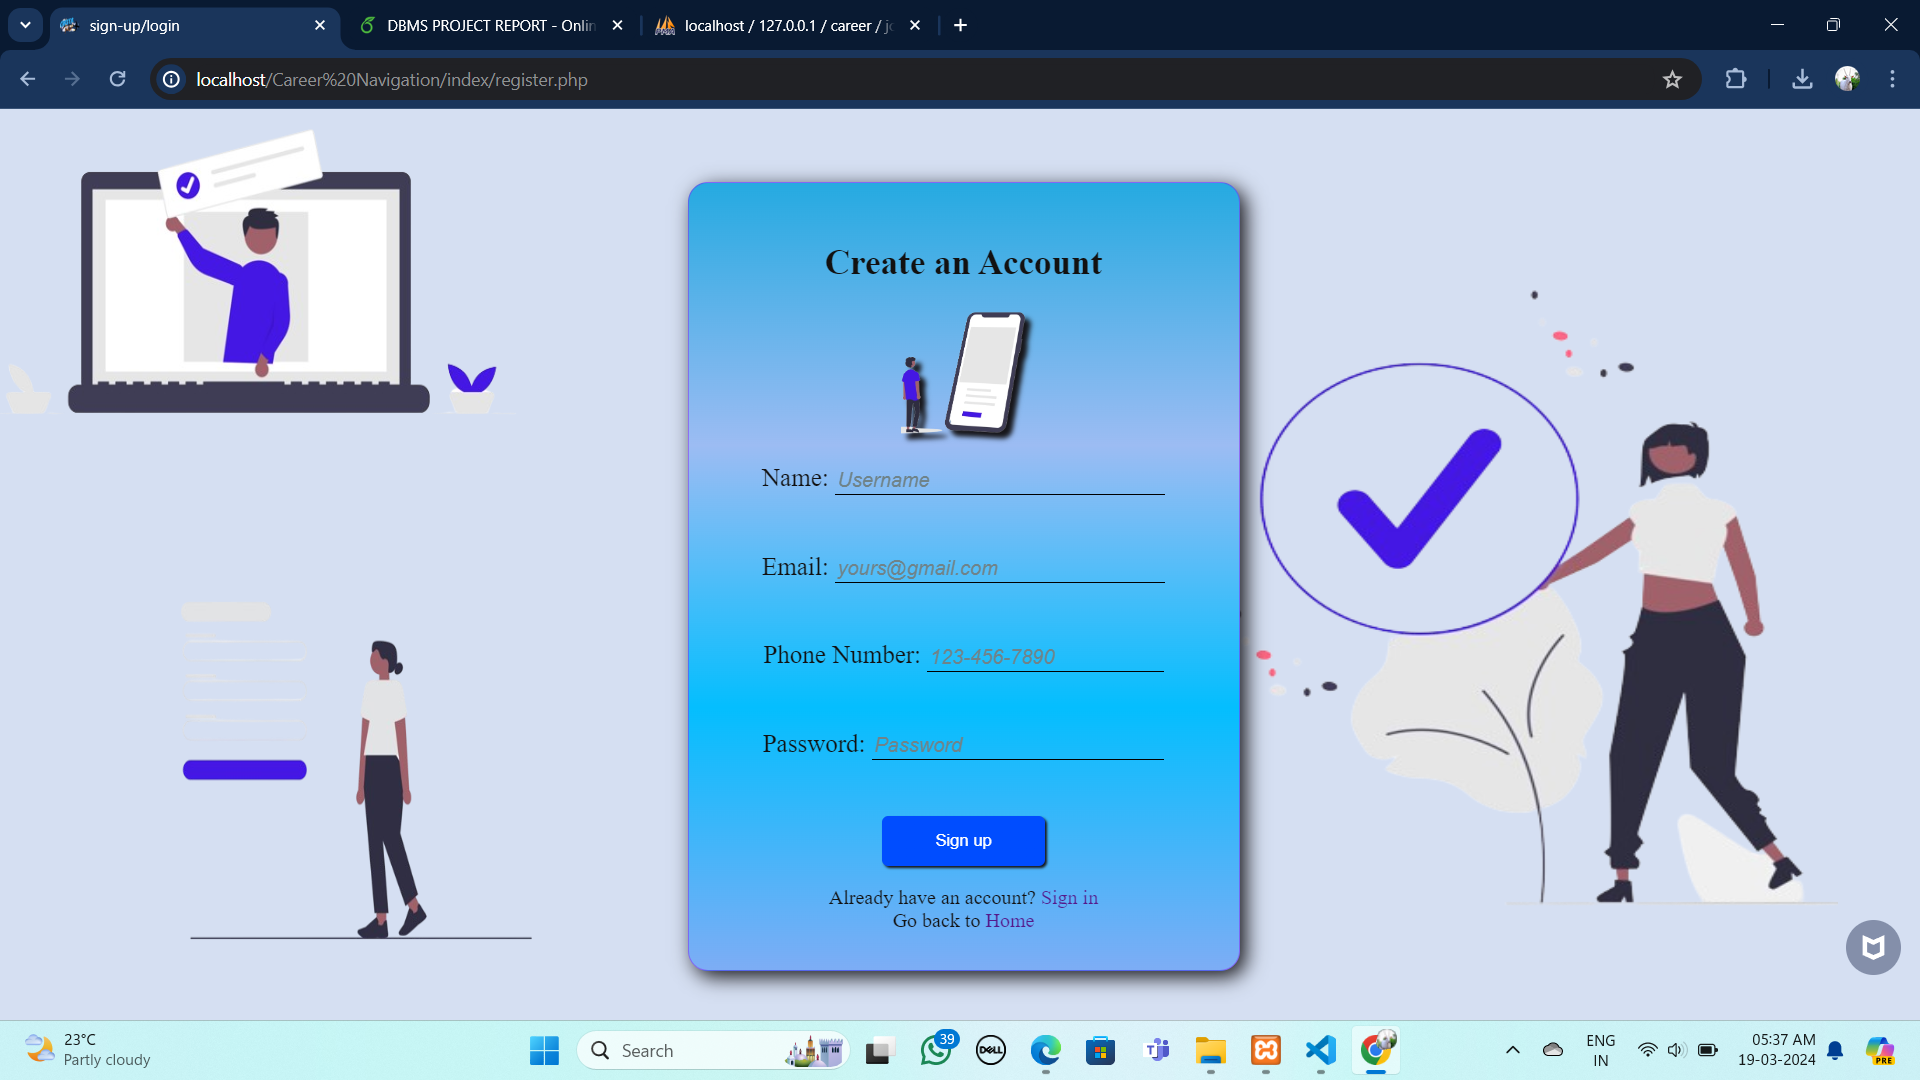 sign-up/login
DBMS PROJECT REPORT - Onlin
localhost / 127.0.0.1 / career / jo
localhost/Career%20Navigation/index/register.php
Create an Account
Name: Username
Email: yours@gmail.com
Phone Number: 123-456-7890
Password: Password
Sign up
Already have an account? Sign in
Go back to Home
23°C
Partly cloudy
Search
39
DELL
ENG
IN
05:37 AM
19-03-2024
PRE